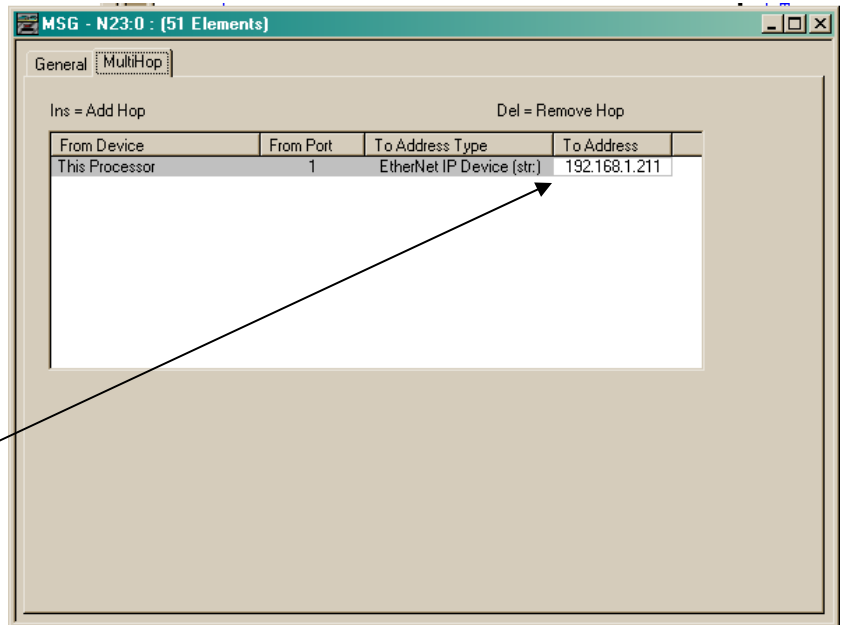 MSG - N23:0 : (51 Elements)
General MultiHop
Ins = Add Hop Del = Remove Hop
From Device From Port To Address Type To Address
This Processor 1 EtherNet IP Device (str:) 192.168.1.211